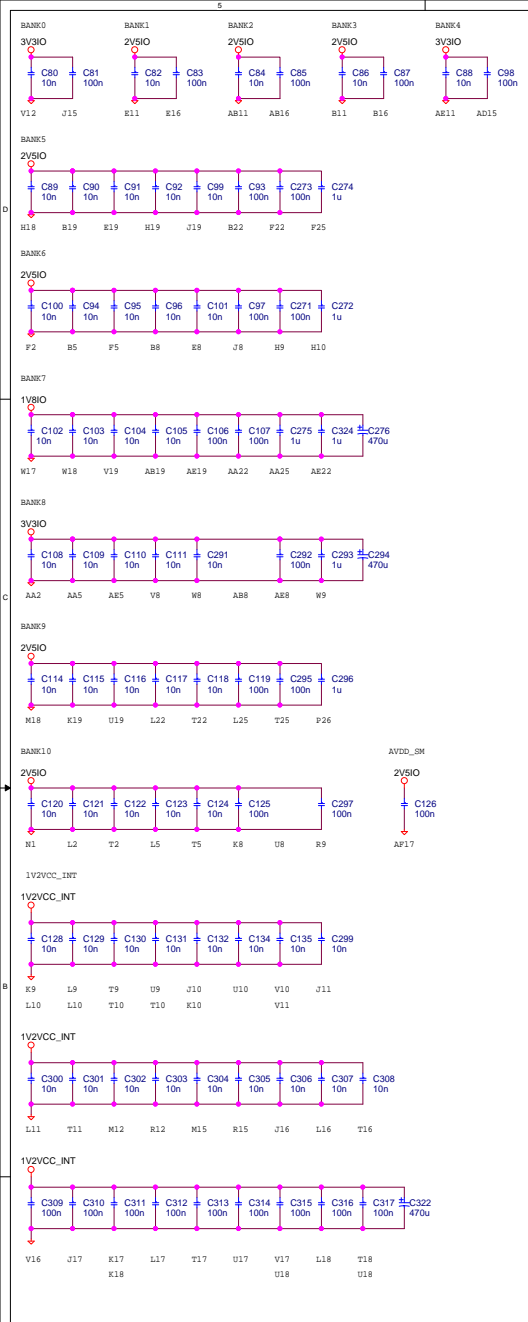 5
BANK0 BANK1 BANK2 BANK3 BANK4
3V3IO 2V5IO 2V5IO 2V5IO 3V3IO
C80 C81 C82 C83 C84 C85 C86 C87 C88 C98
10n 100n 10n 100n 10n 100n 10n 100n 10n 100n
V12 J15 E11 E16 AB11 AB16 B11 B16 AE11 AD15
BANK5
2V5IO
C89 C90 C91 C92 C99 C93 C273 C274
10n 10n 10n 10n 10n 100n 100n 1u
D
H18 B19 E19 H19 J19 B22 F22 F25
BANK6
2V5IO
C100 C94 C95 C96 C101 C97 C271 C272
10n 10n 10n 10n 10n 100n 100n 1u
F2 B5 F5 B8 E8 J8 H9 H10
BANK7
1V8IO
C102 C103 C104 C105 C106 C107 C275 C324 C276
10n 10n 10n 10n 100n 100n 1u 1u 470u
W17 W18 V19 AB19 AE19 AA22 AA25 AE22
BANK8
3V3IO
C108 C109 C110 C111 C291 C292 C293 C294
10n 10n 10n 10n 10n 100n 1u 470u
C
AA2 AA5 AE5 V8 W8 AB8 AE8 W9
BANK9
2V5IO
C114 C115 C116 C117 C118 C119 C295 C296
10n 10n 10n 10n 10n 100n 100n 1u
M18 K19 U19 L22 T22 L25 T25 P26
BANK10 AVDD_SM
2V5IO 2V5IO
C120 C121 C122 C123 C124 C125 C297 C126
10n 10n 10n 10n 10n 100n 100n 100n
N1 L2 T2 L5 T5 K8 U8 R9 AF17
1V2VCC_INT
1V2VCC_INT
C128 C129 C130 C131 C132 C134 C135 C299
10n 10n 10n 10n 10n 10n 10n 10n
B
K9 L9 T9 U9 J10 U10 V10 J11
L10 L10 T10 T10 K10 V11
1V2VCC_INT
C300 C301 C302 C303 C304 C305 C306 C307 C308
10n 10n 10n 10n 10n 10n 10n 10n 10n
L11 T11 M12 R12 M15 R15 J16 L16 T16
1V2VCC_INT
C309 C310 C311 C312 C313 C314 C315 C316 C317 C322
100n 100n 100n 100n 100n 100n 100n 100n 100n 470u
V16 J17 K17 L17 T17 U17 V17 L18 T18
K18 U18 U18